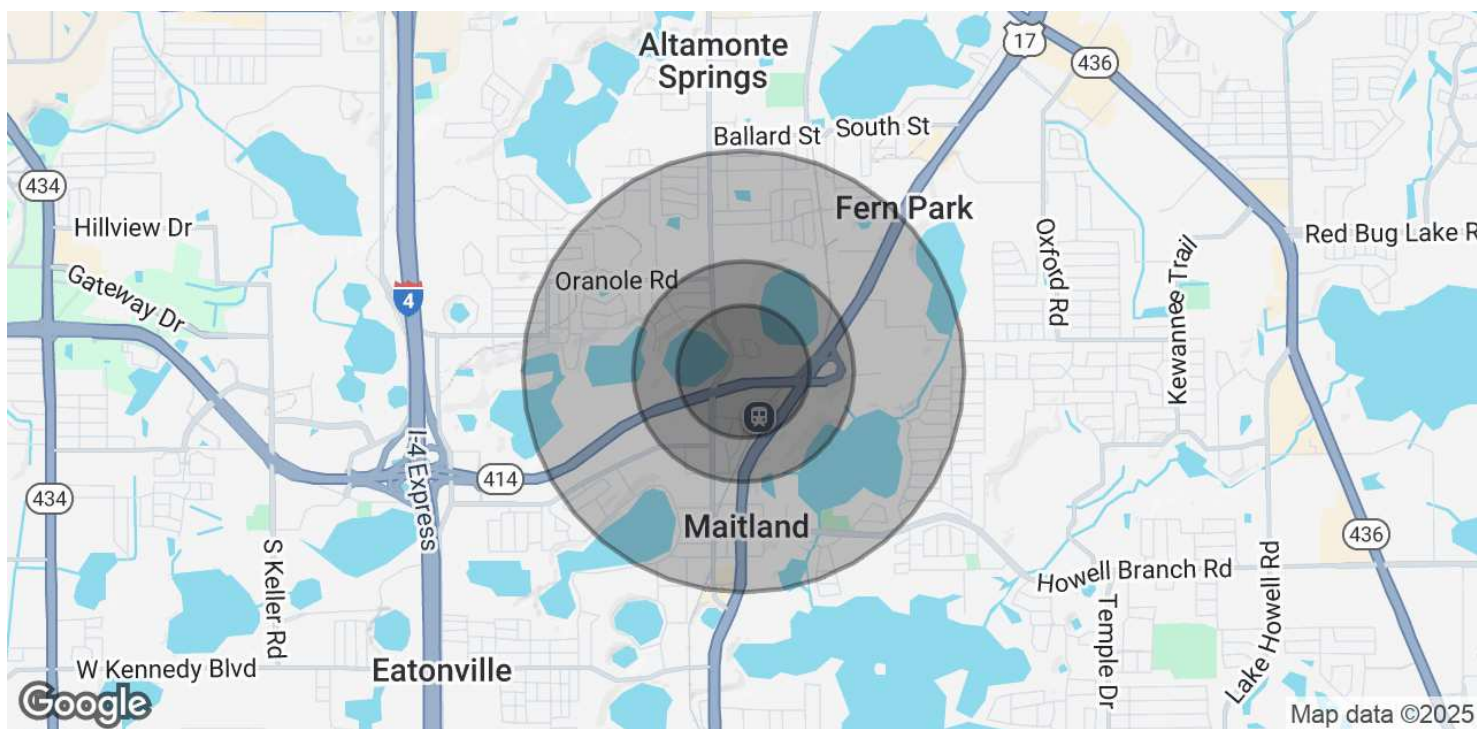 Altamonte
Springs
17
436
Ballard St
South St
434
Hillview Dr
Fern Park
Red Bug Lake R
Gateway Dr
Oranole Rd
Oxford Rd
Kewannee Trail
4
I-4 Express
414
434
Maitland
436
S Keller Rd
Howell Branch Rd
Temple Dr
Lake Howell Rd
W Kennedy Blvd
Eatonville
Google
Map data ©2025